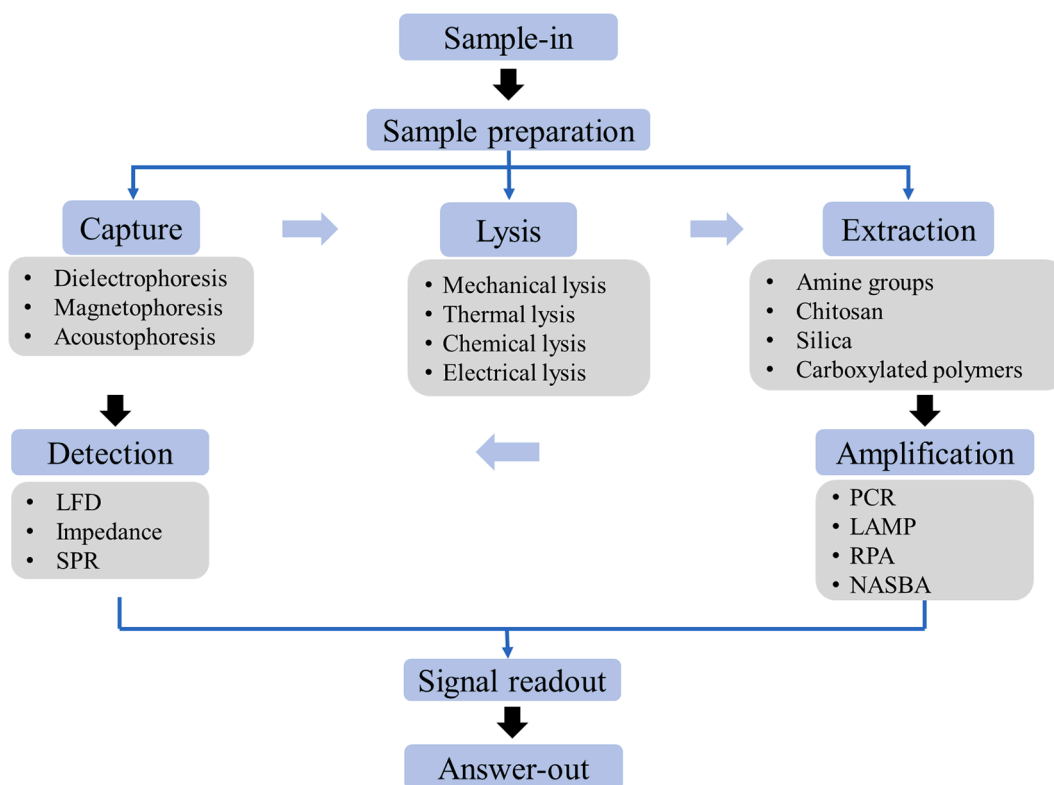 Sample-in
Sample preparation
Capture
• Dielectrophoresis
• Magnetophoresis
• Acoustophoresis
Lysis
• Mechanical lysis
• Thermal lysis
• Chemical lysis
• Electrical lysis
Extraction
• Amine groups
• Chitosan
• Silica
• Carboxylated polymers
Detection
• LFD
• Impedance
• SPR
Amplification
• PCR
• LAMP
• RPA
• NASBA
Signal readout
Answer-out